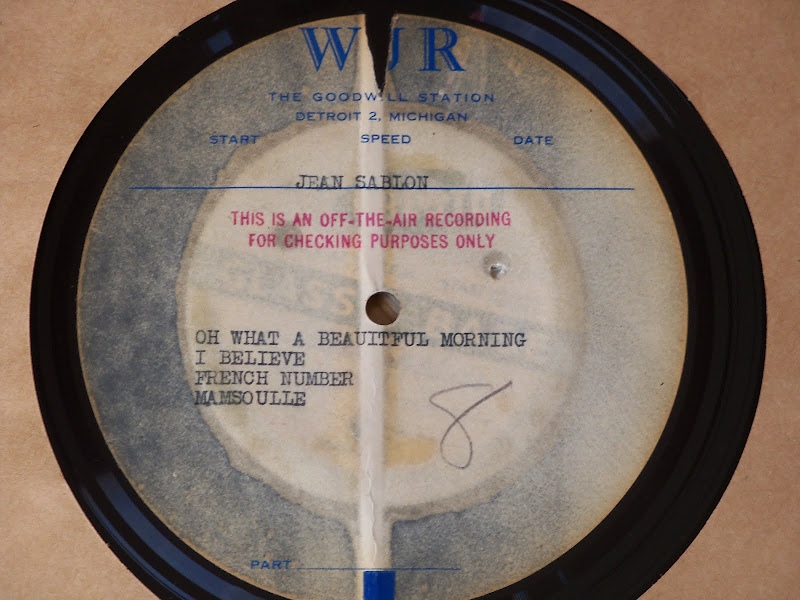 WJR
THE GOODWILL STATION
DETROIT 2, MICHIGAN
START SPEED DATE
JEAN SABLON
THIS IS AN OFF-THE-AIR RECORDING
FOR CHECKING PURPOSES ONLY
OH WHAT A BEAUITFUL MORNING
I BELIEVE
FRENCH NUMBER
MAMSOULLE
8
PART